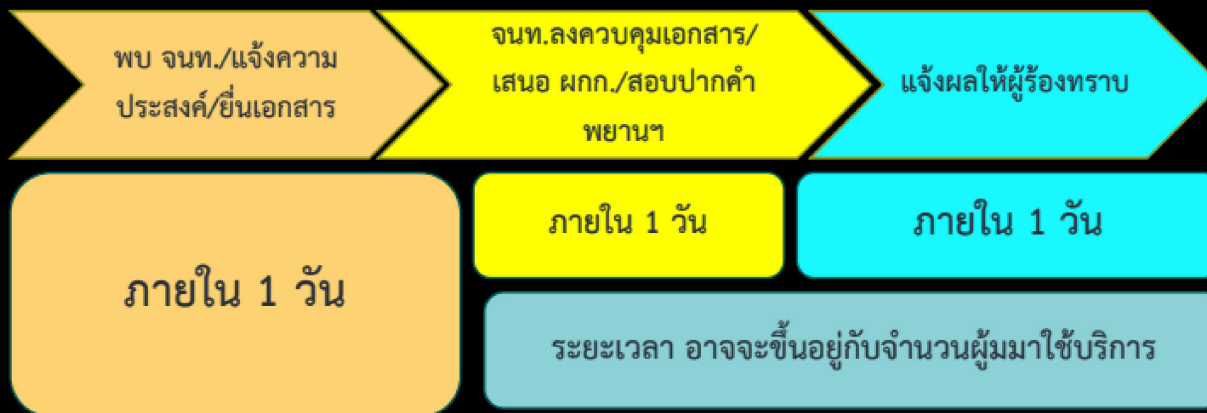 พบ จนท./แจ้งความ
ประสงค์/ยื่นเอกสาร
จนท.ลงควบคุมเอกสาร/
เสนอ ผกก./สอบปากคำ
พยานฯ
แจ้งผลให้ผู้ร้องทราบ
ภายใน 1 วัน
ภายใน 1 วัน
ภายใน 1 วัน
ระยะเวลา อาจจะขึ้นอยู่กับจำนวนผู้มมาใช้บริการ